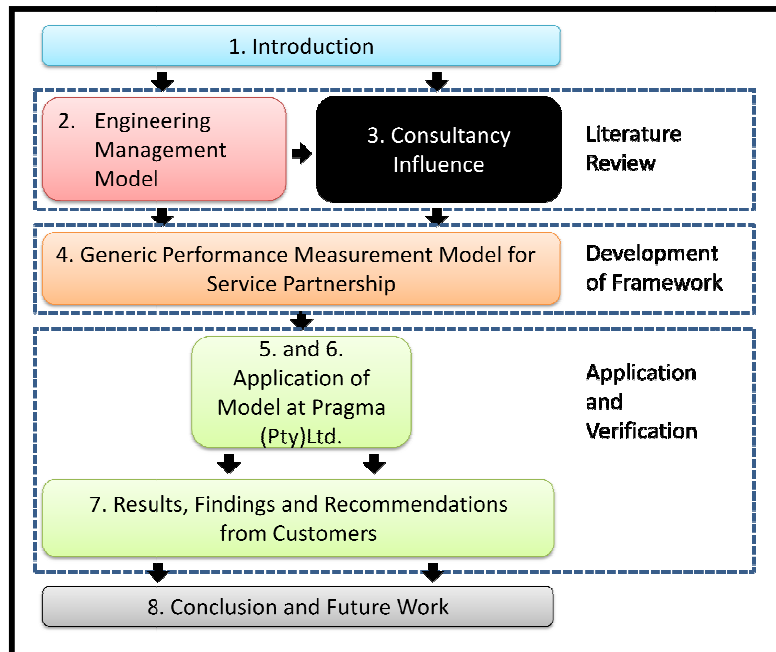 1. Introduction
2. Engineering
Management
Model
3. Consultancy
Influence
Literature
Review
4. Generic Performance Measurement Model for
Service Partnership
Development
of Framework
5. and 6.
Application of
Model at Pragma
(Pty)Ltd.
Application
and
Verification
7. Results, Findings and Recommendations
from Customers
8. Conclusion and Future Work